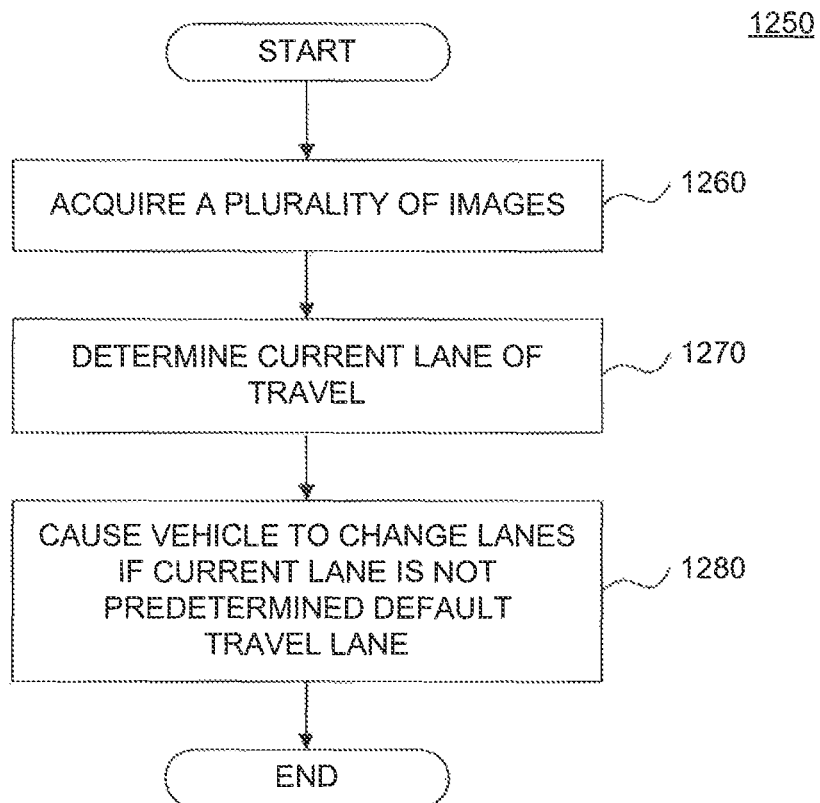 1250
START
ACQUIRE A PLURALITY OF IMAGES
1260
DETERMINE CURRENT LANE OF
TRAVEL
1270
CAUSE VEHICLE TO CHANGE LANES
IF CURRENT LANE IS NOT
PREDETERMINED DEFAULT
TRAVEL LANE
1280
END